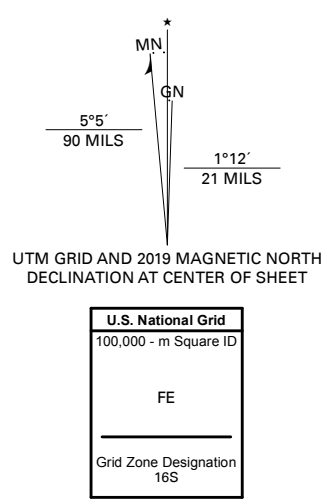 ★
M.N.
GN
5°5´
90 MILS
1°12´
21 MILS
UTM GRID AND 2019 MAGNETIC NORTH
DECLINATION AT CENTER OF SHEET
U.S. National Grid
100,000 - m Square ID
FE
Grid Zone Designation
16S